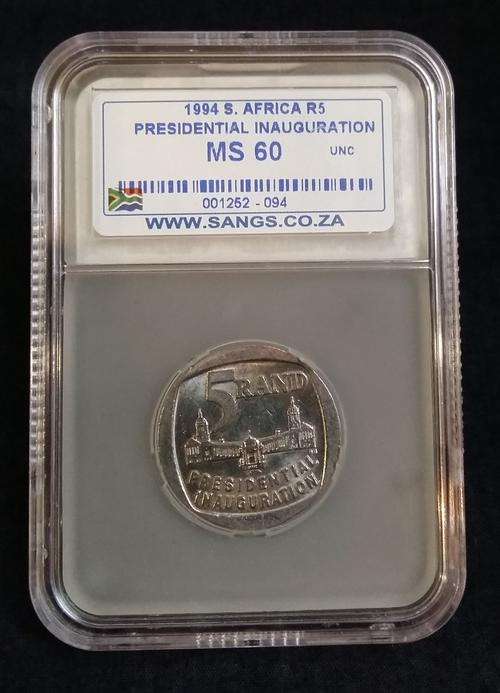 1994 S. AFRICA R5
PRESIDENTIAL INAUGURATION
MS 60 UNC
001252 - 094
WWW.SANGS.CO.ZA
5 RAND
PRESIDENTIAL
INAUGURATION